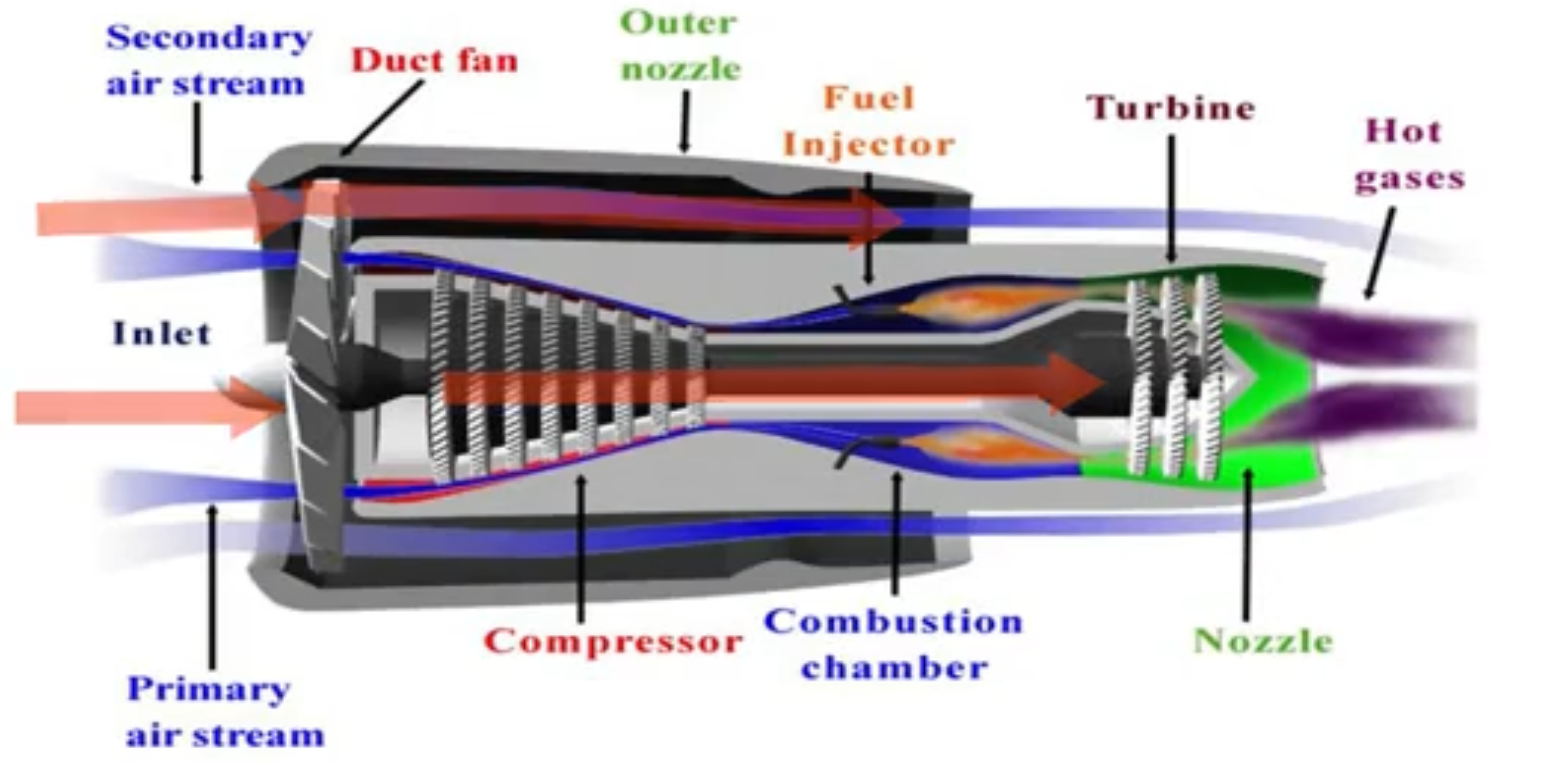 Secondary
air stream
Duct fan
Outer
nozzle
Fuel
Injector
Turbine
Hot
gases
Inlet
Compressor
Combustion
chamber
Nozzle
Primary
air stream